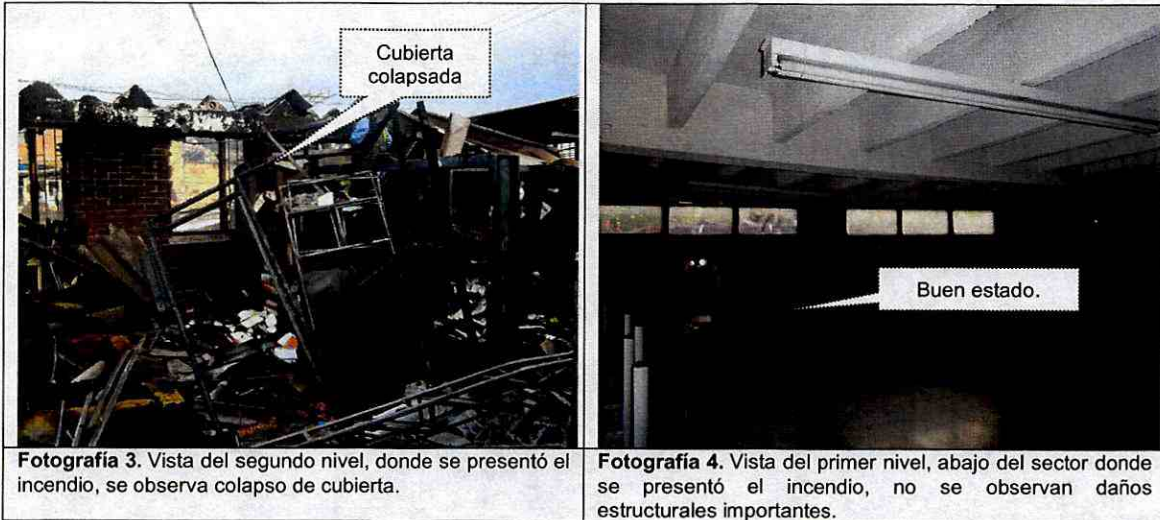 Cubierta
colapsada
Buen estado.
Fotografía 3. Vista del segundo nivel, donde se presentó el
incendio, se observa colapso de cubierta.
Fotografía 4. Vista del primer nivel, abajo del sector donde
se presentó el incendio, no se observan daños
estructurales importantes.